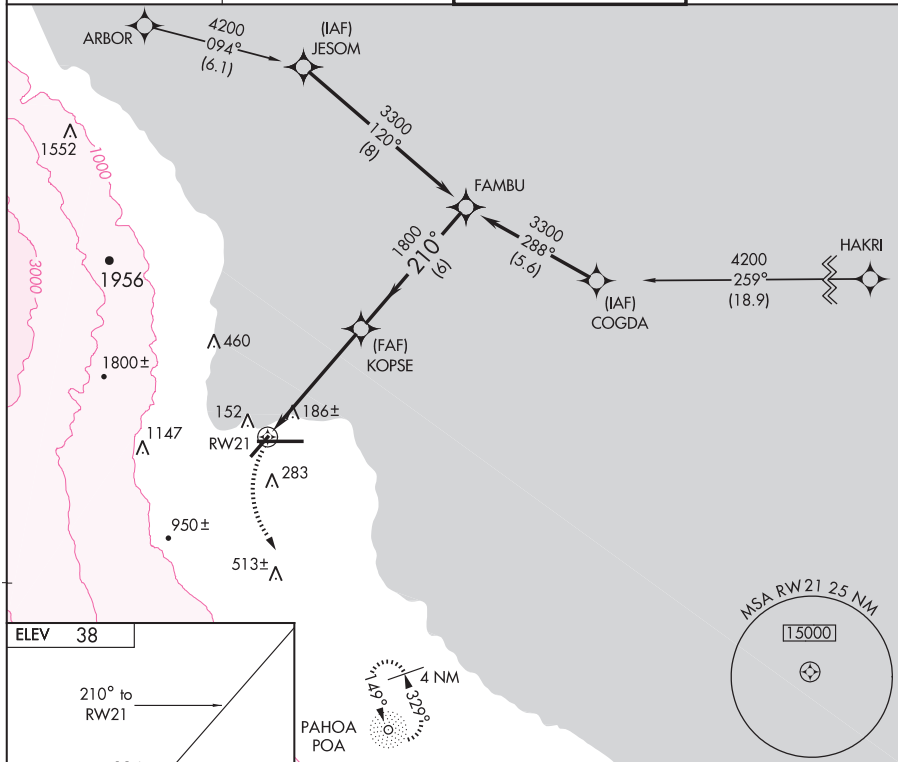 ARBOR
4200
094°
(6.1)
(IAF)
JESOM
3300
120°
(8)
FAMBU
1800
210°
(6)
3300
288°
(5.6)
(IAF)
COGDA
4200
259°
(18.9)
HAKRI
1552
1000
1956
3000
460
(FAF)
KOPSE
1800±
152
186±
RW21
1147
283
950±
513±
MSA RW21 25 NM
15000
ELEV 38
210° to
RW21
4 NM
149°
329°
PAHOA
POA